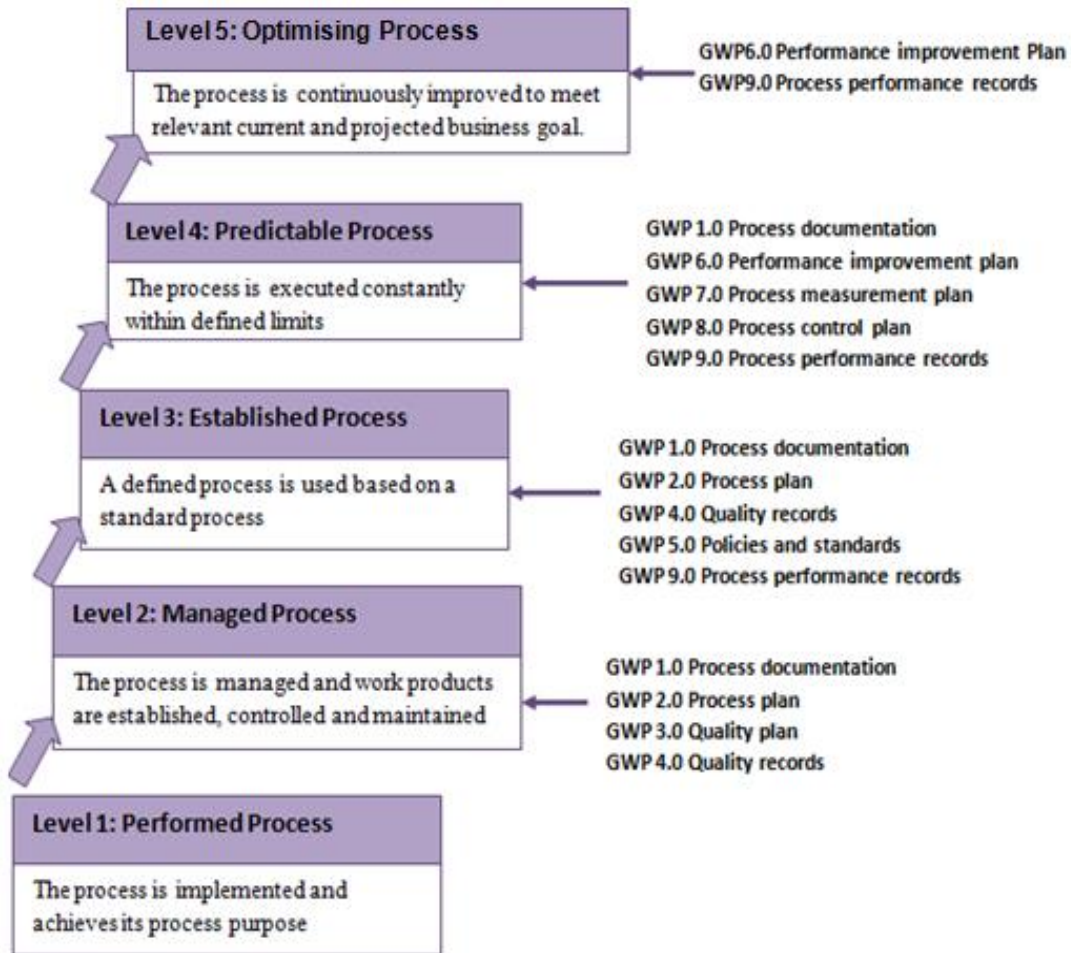 Level 5: Optimising Process
The process is continuously improved to meet
relevant current and projected business goal.
GWP6.0 Performance improvement Plan
GWP9.0 Process performance records
Level 4: Predictable Process
The process is executed constantly
within defined limits
GWP 1.0 Process documentation
GWP 6.0 Performance improvement plan
GWP 7.0 Process measurement plan
GWP 8.0 Process control plan
GWP 9.0 Process performance records
Level 3: Established Process
A defined process is used based on a
standard process
GWP 1.0 Process documentation
GWP 2.0 Process plan
GWP 4.0 Quality records
GWP 5.0 Policies and standards
GWP 9.0 Process performance records
Level 2: Managed Process
The process is managed and work products
are established, controlled and maintained
GWP 1.0 Process documentation
GWP 2.0 Process plan
GWP 3.0 Quality plan
GWP 4.0 Quality records
Level 1: Performed Process
The process is implemented and
achieves its process purpose